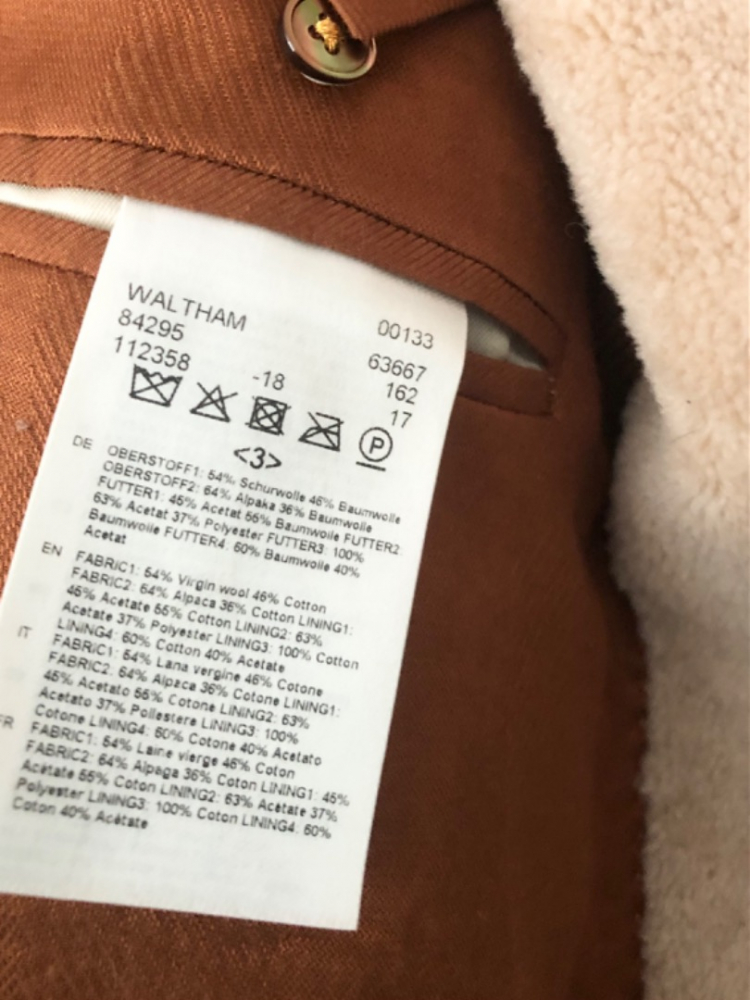 WALTHAM 00133
84295 63667
112358 -18 162
17
P
<3>
DE OBERSTOFF1: 54% Schurwolle 46% Baumwolle
OBERSTOFF2: 64% Alpaka 36% Baumwolle
FUTTER1: 45% Acetat 55% Baumwolle FUTTER2:
63% Acetat 37% Polyester FUTTER3: 100%
Baumwolle FUTTER4: 60% Baumwolle 40%
Acetat
EN FABRIC1: 54% Virgin wool 46% Cotton
FABRIC2: 64% Alpaca 36% Cotton LINING1:
45% Acetate 55% Cotton LINING2: 63%
Acetate 37% Polyester LINING3: 100% Cotton
LINING4: 60% Cotton 40% Acetate
IT FABRIC1: 54% Lana vergine 46% Cotone
FABRIC2: 64% Alpaca 36% Cotone LINING1:
45% Acetato 55% Cotone LINING2: 63%
Acetato 37% Poliestere LINING3: 100%
Cotone LINING4: 60% Cotone 40% Acetato
FR FABRIC1: 54% Laine vierge 46% Coton
FABRIC2: 64% Alpaga 36% Coton LINING1: 45%
Acétate 55% Coton LINING2: 63% Acétate 37%
Polyester LINING3: 100% Coton LINING4: 60%
Coton 40% Acétate